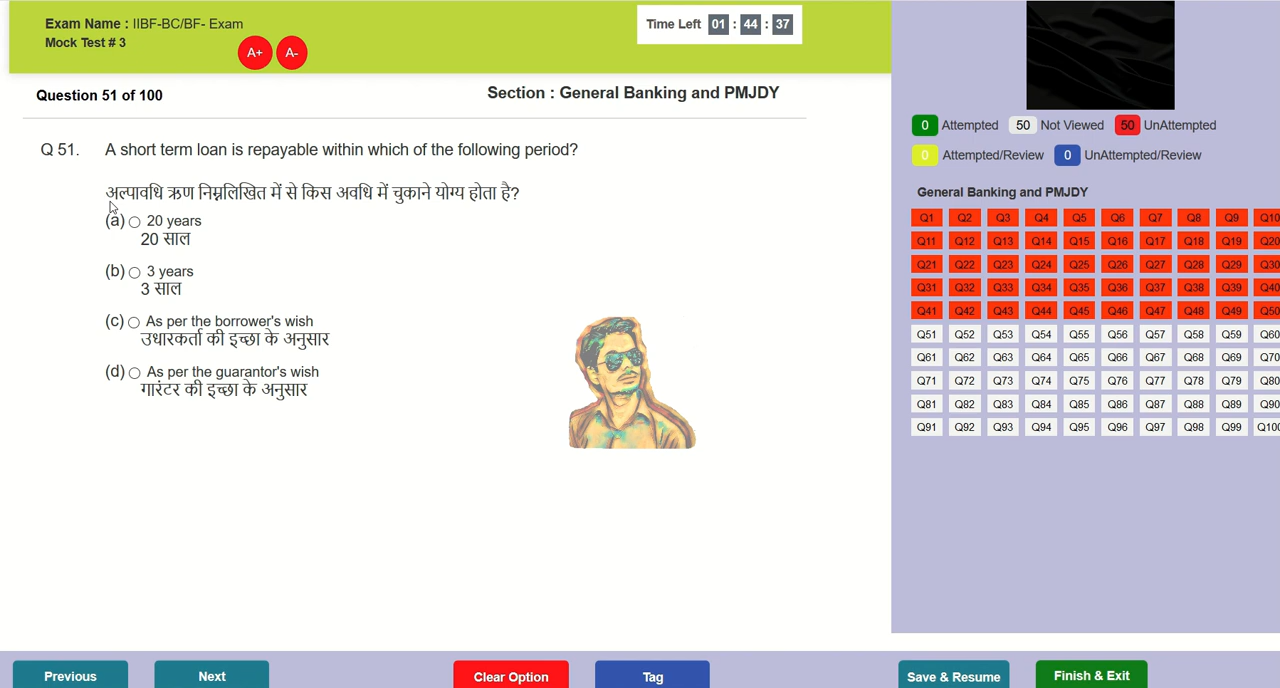 Exam Name : IIBF-BC/BF- Exam
Mock Test # 3
A+ A-
Time Left 01 : 44 : 37
Question 51 of 100
Section : General Banking and PMJDY
Q 51. A short term loan is repayable within which of the following period?
अल्पावधि ऋण निम्नलिखित में से किस अवधि में चुकाने योग्य होता है?
(a) 20 years
20 साल
(b) 3 years
3 साल
(c) As per the borrower's wish
उधारकर्ता की इच्छा के अनुसार
(d) As per the guarantor's wish
गारंटर की इच्छा के अनुसार
0 Attempted 50 Not Viewed 50 UnAttempted
0 Attempted/Review 0 UnAttempted/Review
General Banking and PMJDY
Q1 Q2 Q3 Q4 Q5 Q6 Q7 Q8 Q9 Q10
Q11 Q12 Q13 Q14 Q15 Q16 Q17 Q18 Q19 Q20
Q21 Q22 Q23 Q24 Q25 Q26 Q27 Q28 Q29 Q30
Q31 Q32 Q33 Q34 Q35 Q36 Q37 Q38 Q39 Q40
Q41 Q42 Q43 Q44 Q45 Q46 Q47 Q48 Q49 Q50
Q51 Q52 Q53 Q54 Q55 Q56 Q57 Q58 Q59 Q60
Q61 Q62 Q63 Q64 Q65 Q66 Q67 Q68 Q69 Q70
Q71 Q72 Q73 Q74 Q75 Q76 Q77 Q78 Q79 Q80
Q81 Q82 Q83 Q84 Q85 Q86 Q87 Q88 Q89 Q90
Q91 Q92 Q93 Q94 Q95 Q96 Q97 Q98 Q99 Q100
Previous Next Clear Option Tag Save & Resume Finish & Exit